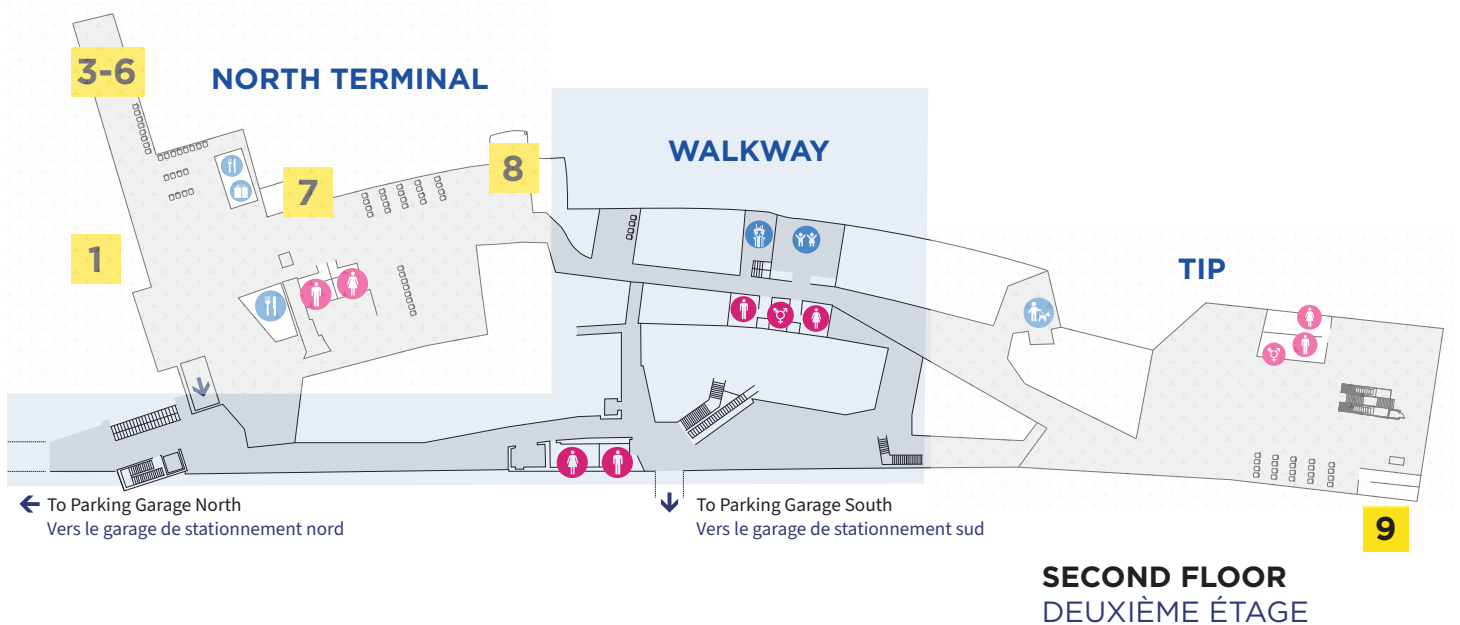 3-6
NORTH TERMINAL
WALKWAY
8
7
1
TIP
To Parking Garage North
Vers le garage de stationnement nord
To Parking Garage South
Vers le garage de stationnement sud
9
SECOND FLOOR
DEUXIÈME ÉTAGE